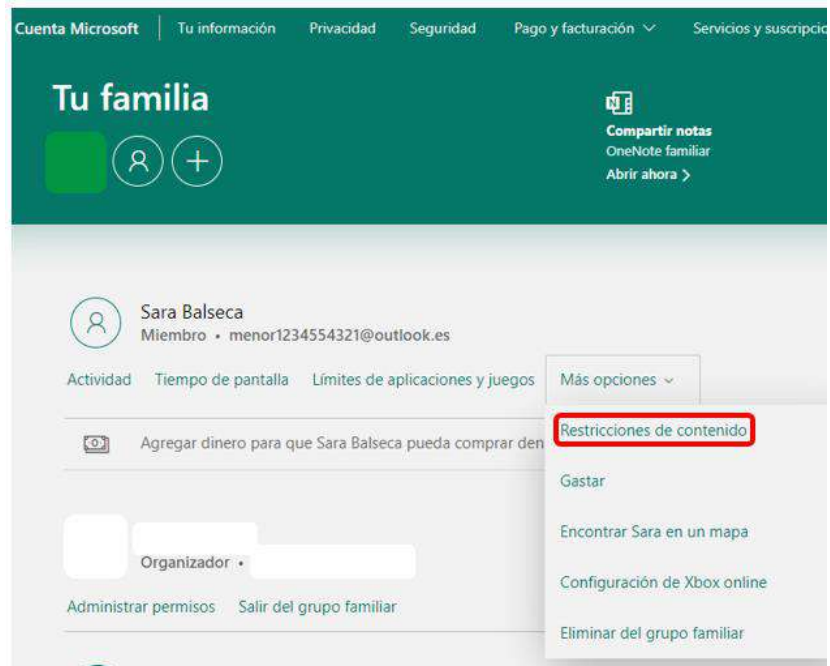 Cuenta Microsoft
Tu información
Privacidad
Seguridad
Pago y facturación
Servicios y
Tu familia
Compartir notas
OneNote familiar
Abrir ahora
Sara Balseca
Miembro • menor1234554321@outlook.es
Actividad
Tiempo de pantalla
Límites de aplicaciones y juegos
Más opciones
Agregar dinero para que Sara Balseca pueda comprar
Restricciones de contenido
Gastar
Encontrar Sara en un mapa
Configuración de Xbox online
Eliminar del grupo familiar
Organizador •
Administrar permisos
Salir del grupo familiar